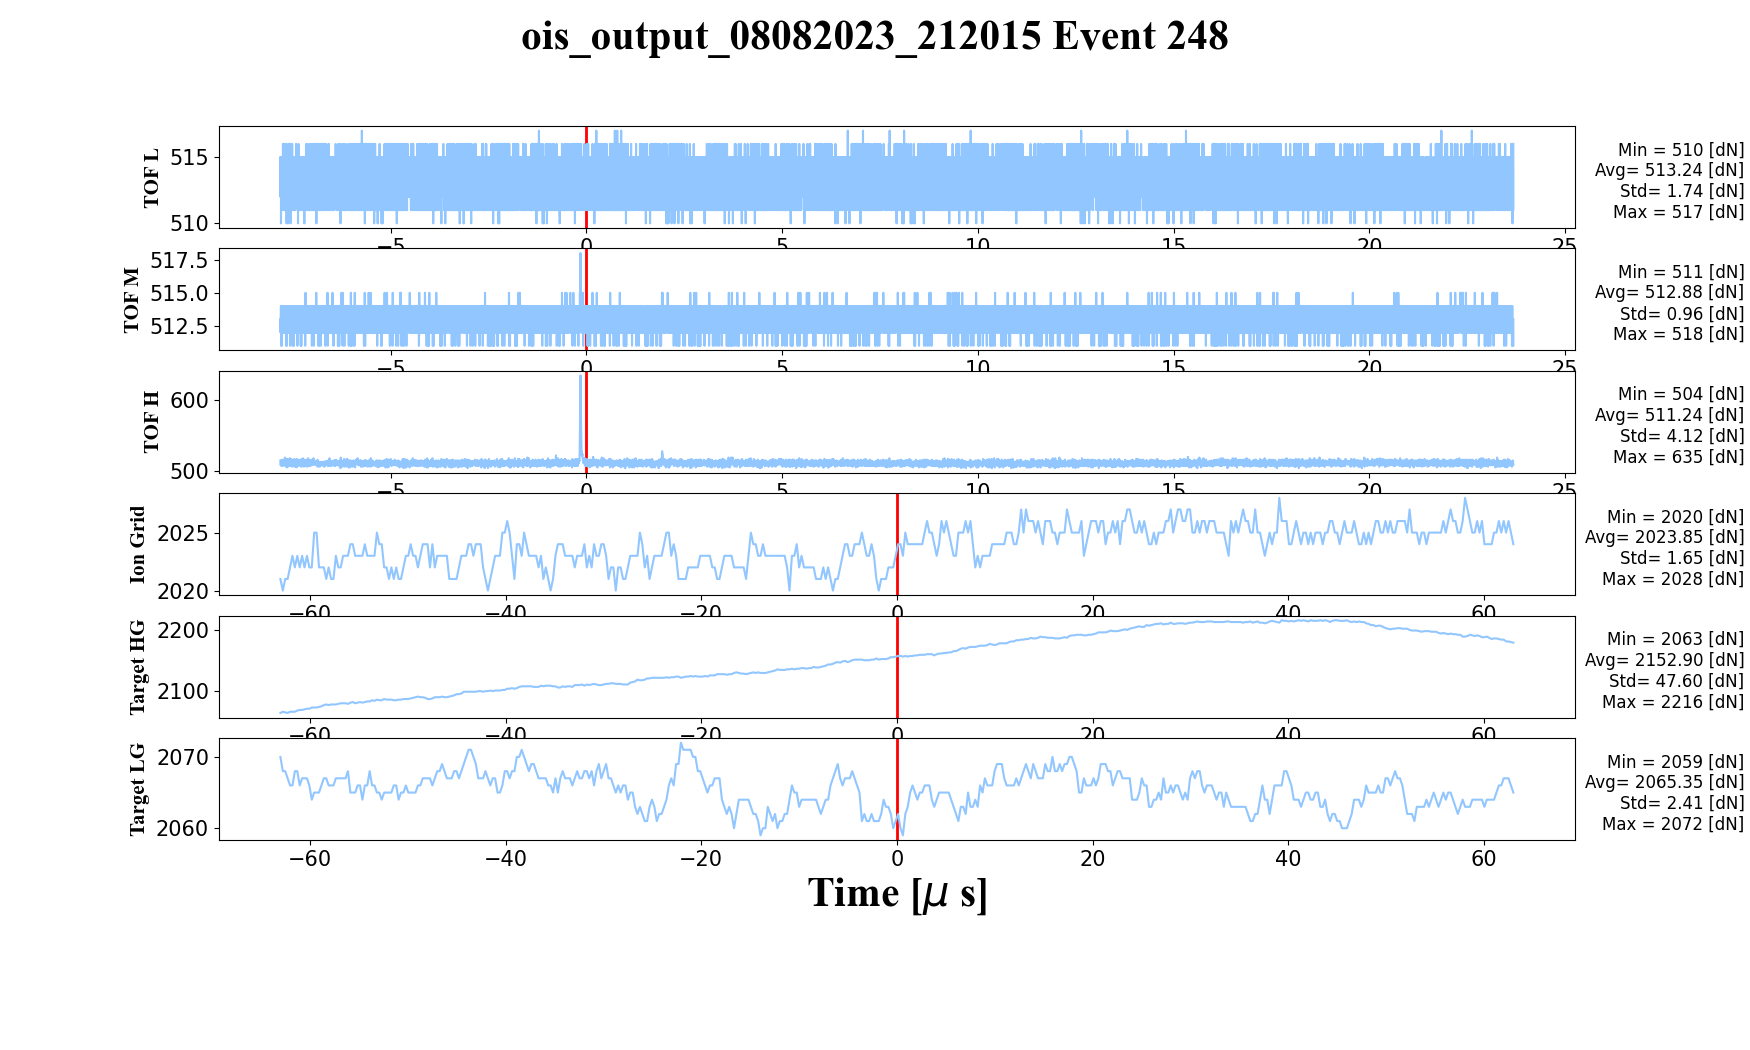 ois_output_08082023_212015 Event 248
TOF L
515
510
Min = 510 [dN]
Avg= 513.24 [dN]
Std= 1.74 [dN]
Max = 517 [dN]
−5 0 5 10 15 20 25
TOF M
517.5
515.0
512.5
Min = 511 [dN]
Avg= 512.88 [dN]
Std= 0.96 [dN]
Max = 518 [dN]
−5 0 5 10 15 20 25
TOF H
600
500
Min = 504 [dN]
Avg= 511.24 [dN]
Std= 4.12 [dN]
Max = 635 [dN]
−5 0 5 10 15 20 25
Ion Grid
2025
2020
Min = 2020 [dN]
Avg= 2023.85 [dN]
Std= 1.65 [dN]
Max = 2028 [dN]
−60 −40 −20 0 20 40 60
Target HG
2200
2100
Min = 2063 [dN]
Avg= 2152.90 [dN]
Std= 47.60 [dN]
Max = 2216 [dN]
−60 −40 −20 0 20 40 60
Target LG
2070
2060
Min = 2059 [dN]
Avg= 2065.35 [dN]
Std= 2.41 [dN]
Max = 2072 [dN]
−60 −40 −20 0 20 40 60
Time [μ s]